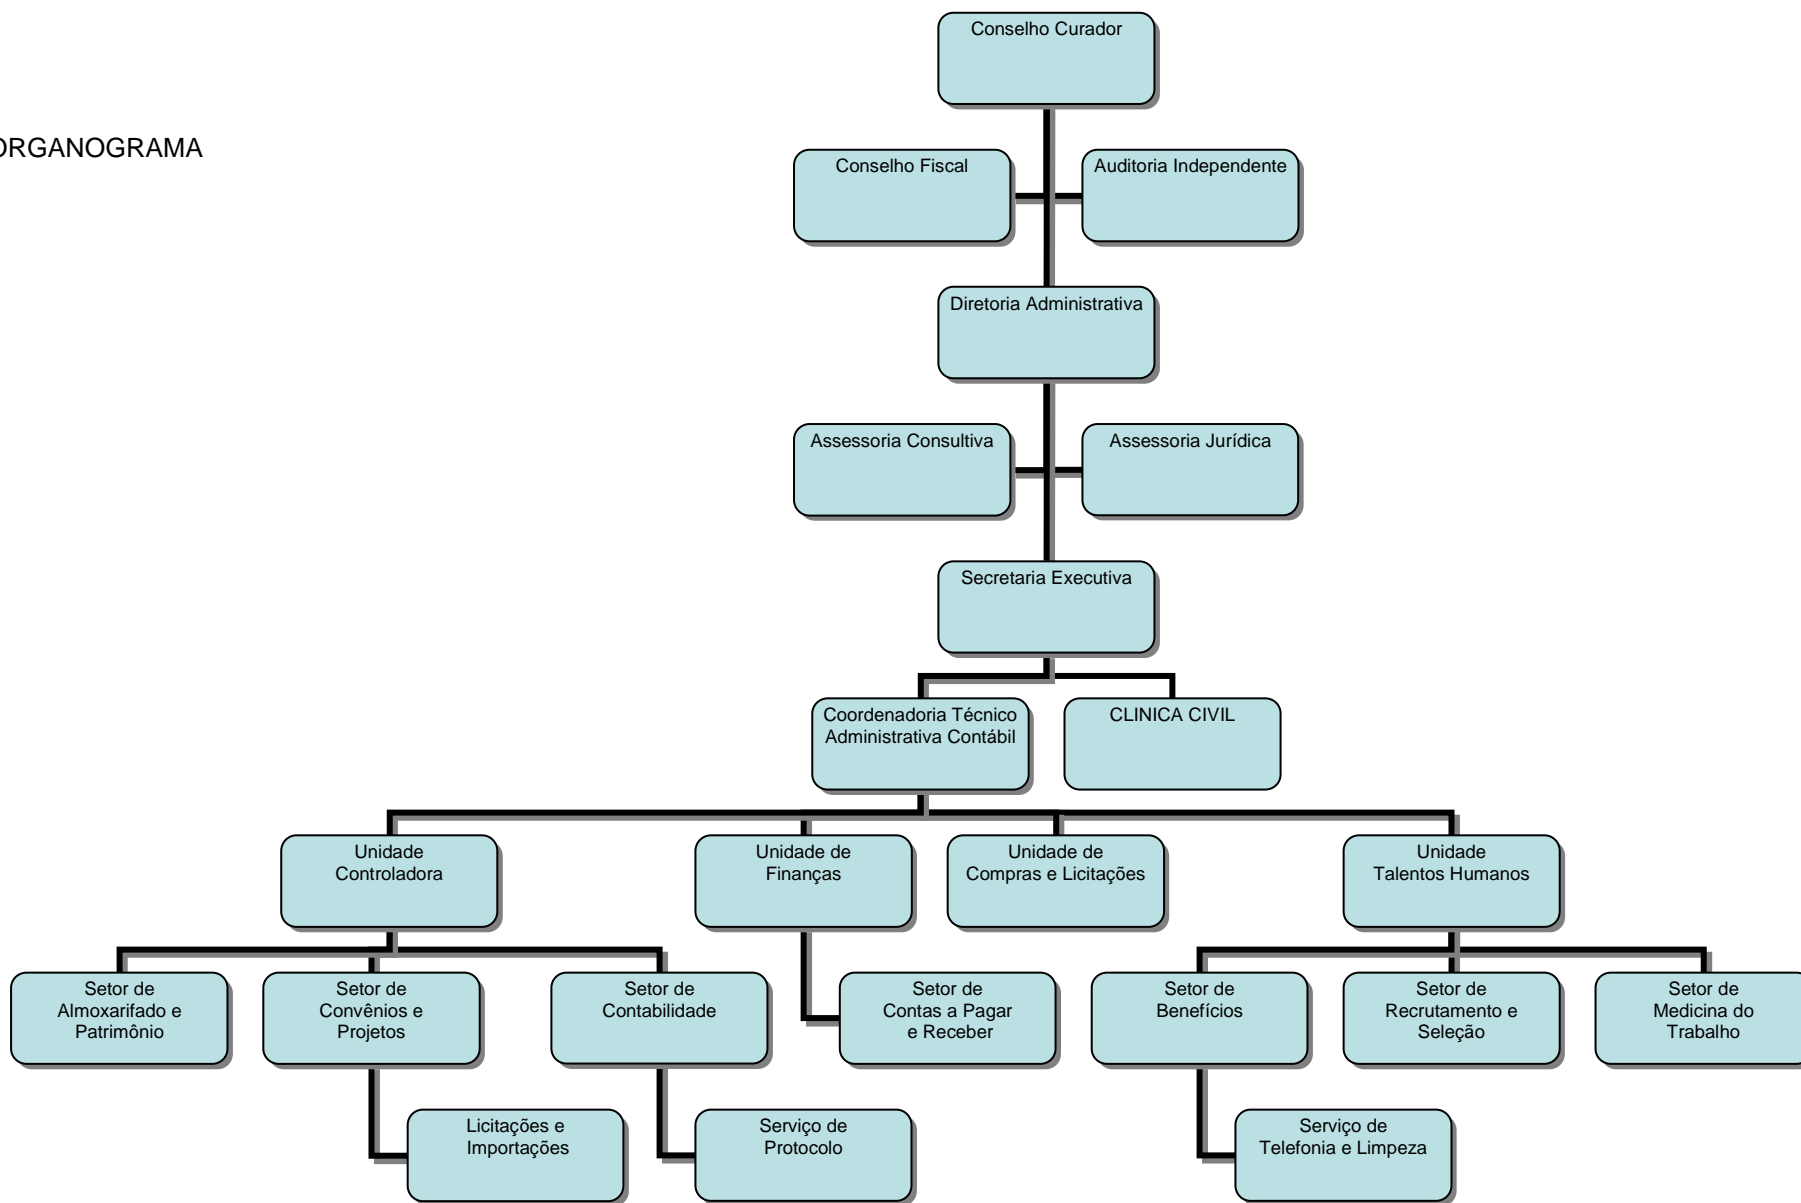 Conselho Curador
ORGANOGRAMA
Conselho Fiscal
Auditoria Independente
Diretoria Administrativa
Assessoria Consultiva
Assessoria Jurídica
Secretaria Executiva
Coordenadoria Técnico
Administrativa Contábil
CLINICA CIVIL
Unidade
Controladora
Unidade de
Finanças
Unidade de
Compras e Licitações
Unidade
Talentos Humanos
Setor de
Almoxarifado e
Patrimônio
Setor de
Convênios e
Projetos
Setor de
Contabilidade
Setor de
Contas a Pagar
e Receber
Setor de
Benefícios
Setor de
Recrutamento e
Seleção
Setor de
Medicina do
Trabalho
Licitações e
Importações
Serviço de
Protocolo
Serviço de
Telefonia e Limpeza